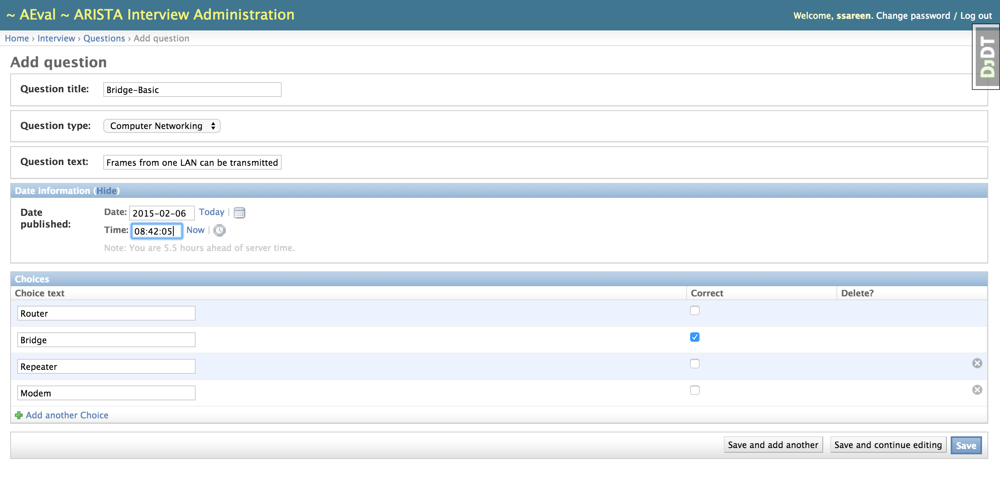 ~ AEval ~ ARISTA Interview Administration
Welcome, ssareen. Change password / Log out
Home › Interview › Questions › Add question
DJDT
Add question
Question title: Bridge-Basic
Question type: Computer Networking
Question text: Frames from one LAN can be transmitted
Date information (Hide)
Date published:
Date: 2015-02-06 Today |
Time: 08:42:05 Now |
Note: You are 5.5 hours ahead of server time.
Choices
Choice text Correct Delete?
Router
Bridge
Repeater
Modem
Add another Choice
Save and add another Save and continue editing Save